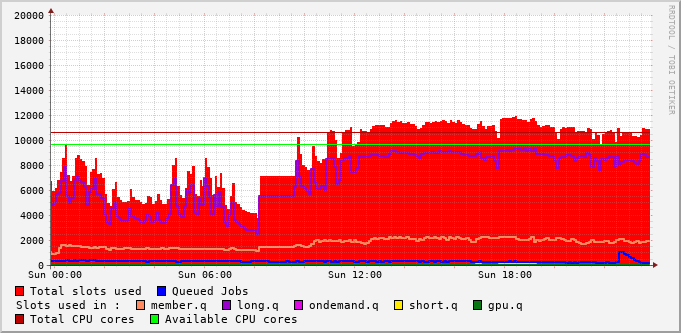 20000
18000
16000
14000
12000
10000
8000
6000
4000
2000
0
Sun 00:00 Sun 06:00 Sun 12:00 Sun 18:00
RRDTOOL / TOBI OETIKER
Total slots used Queued Jobs
Slots used in : member.q long.q ondemand.q short.q gpu.q
Total CPU cores Available CPU cores